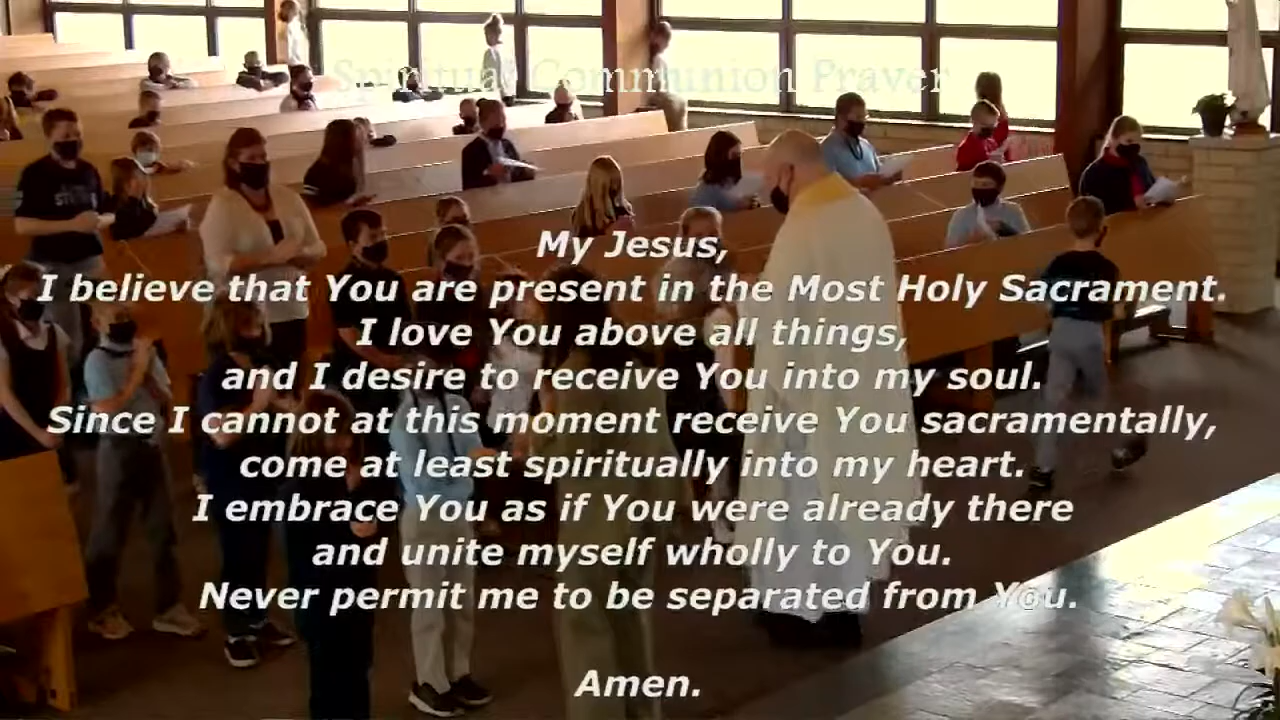 Spiritual Communion Prayer
My Jesus,
I believe that You are present in the Most Holy Sacrament.
I love You above all things,
and I desire to receive You into my soul.
Since I cannot at this moment receive You sacramentally,
come at least spiritually into my heart.
I embrace You as if You were already there
and unite myself wholly to You.
Never permit me to be separated from You.
Amen.